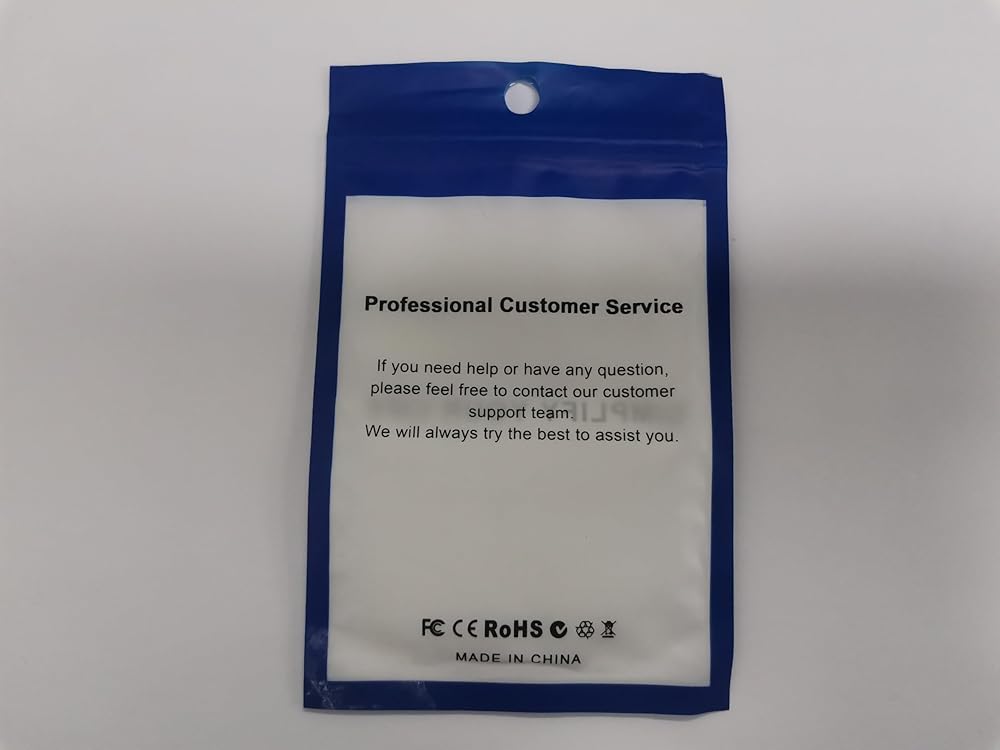 Professional Customer Service
If you need help or have any question,
please feel free to contact our customer
support team.
We will always try the best to assist you.
FC CE RoHS
MADE IN CHINA